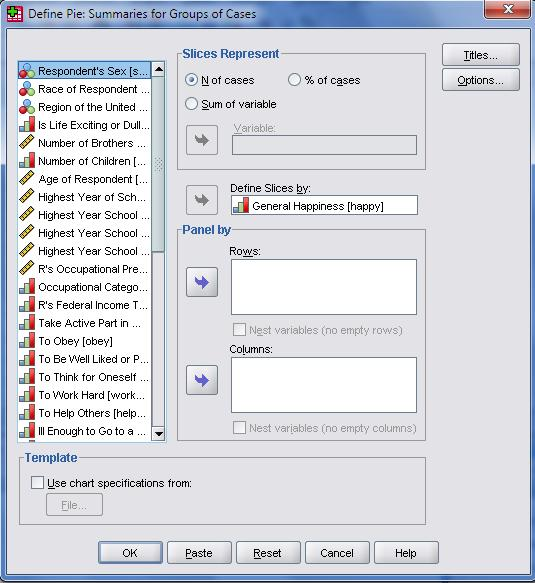 Define Pie: Summaries for Groups of Cases
Respondent's Sex [s...
Race of Respondent ...
Region of the United ...
Is Life Exciting or Dull...
Number of Brothers ...
Number of Children [...
Age of Respondent [...
Highest Year of Sch...
Highest Year School ...
Highest Year School ...
Highest Year School ...
R's Occupational Pre...
Occupational Catego...
R's Federal Income T...
Take Active Part in ...
To Obey [obey]
To Be Well Liked or P...
To Think for Oneself ...
To Work Hard [work...
To Help Others [help...
Ill Enough to Go to a ...
Slices Represent
N of cases
% of cases
Sum of variable
Variable:
Define Slices by:
General Happiness [happy]
Panel by
Rows:
Nest variables (no empty rows)
Columns:
Nest variables (no empty columns)
Titles...
Options...
Template
Use chart specifications from:
File...
OK
Paste
Reset
Cancel
Help